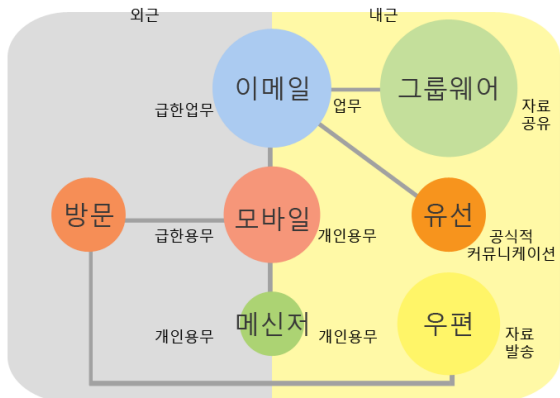 외근
내근
이메일
그룹웨어
급한업무
업무
자료
공유
방문
모바일
유선
급한용무
개인용무
공식적
커뮤니케이션
메신저
우편
개인용무
개인용무
자료
발송